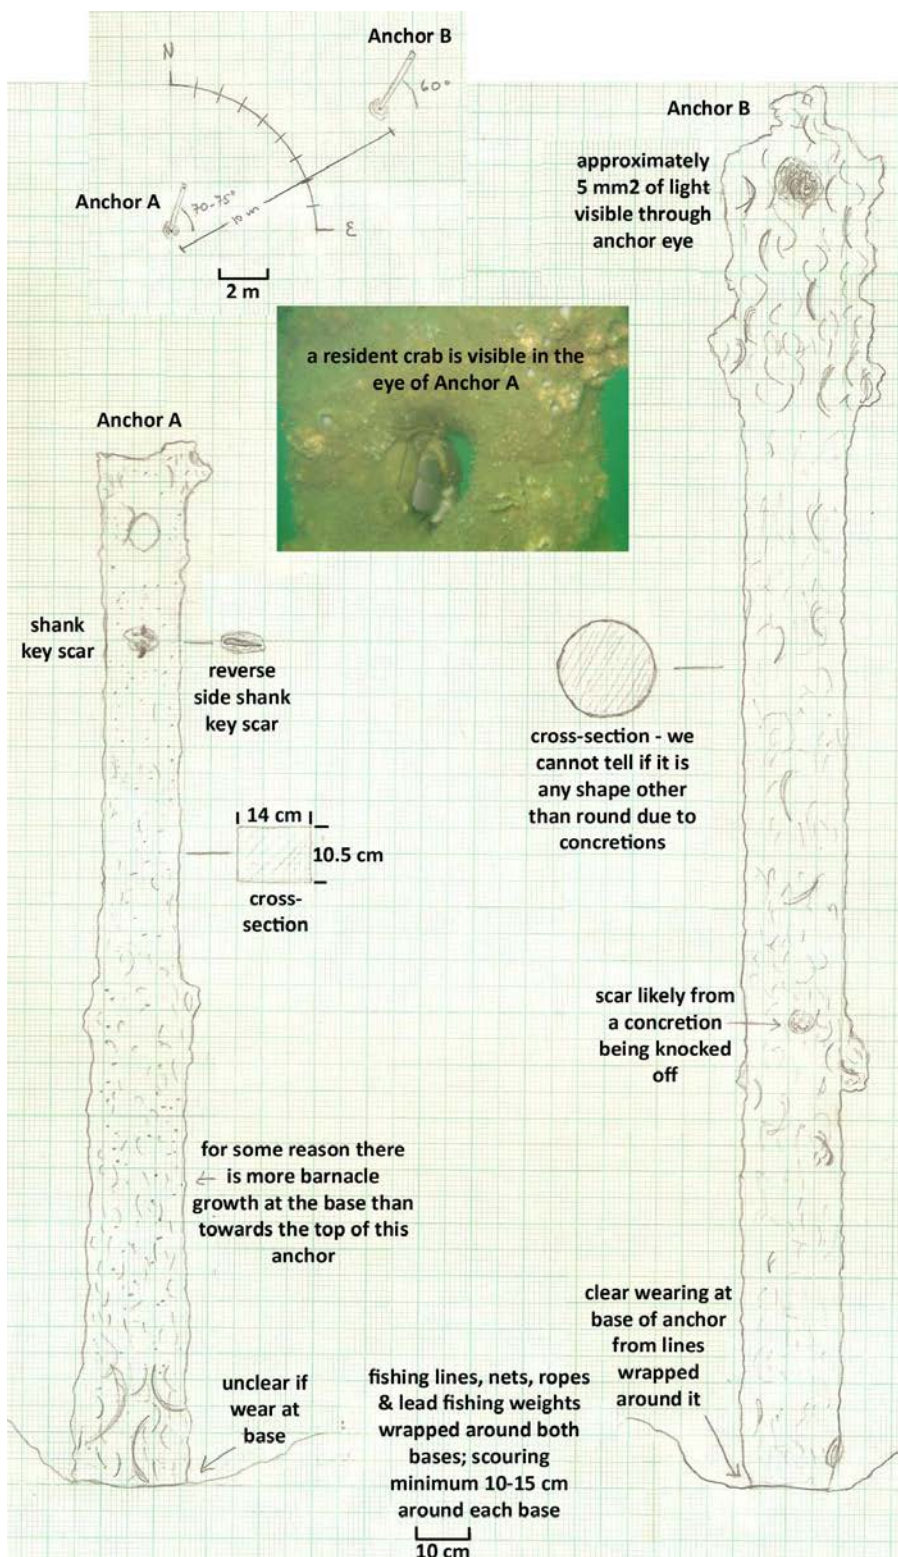 N
Anchor B
60°
Anchor A
70-75°
10 m
E
2 m
Anchor B
approximately
5 mm2 of light
visible through
anchor eye
a resident crab is visible in the
eye of Anchor A
Anchor A
shank
key scar
reverse
side shank
key scar
cross-section - we
cannot tell if it is
any shape other
than round due to
concretions
14 cm
10.5 cm
cross-
section
scar likely from
a concretion
being knocked
off
for some reason there
is more barnacle
growth at the base than
towards the top of this
anchor
clear wearing at
base of anchor
from lines
wrapped
around it
unclear if
wear at
base
fishing lines, nets, ropes
& lead fishing weights
wrapped around both
bases; scouring
minimum 10-15 cm
around each base
10 cm